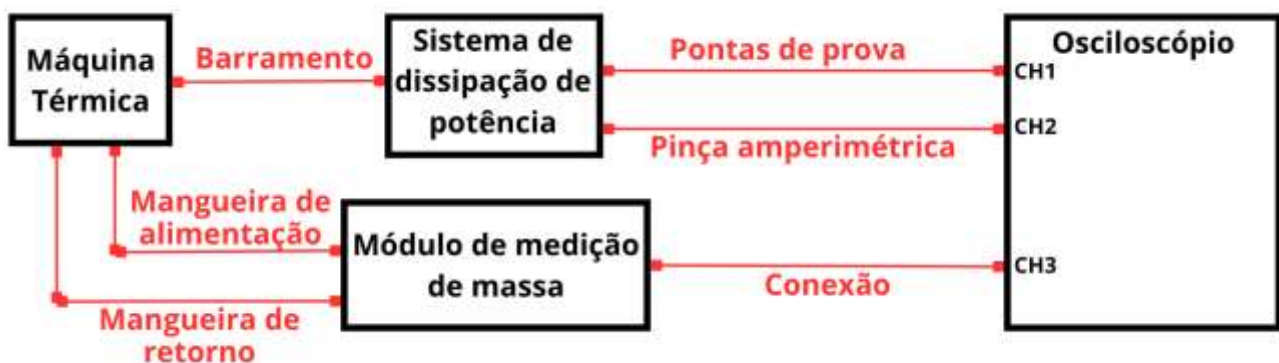 Máquina
Térmica
Barramento
Sistema de
dissipação de
potência
Pontas de prova
Pinça amperimétrica
Osciloscópio
CH1
CH2
CH3
Mangueira de
alimentação
Módulo de medição
de massa
Conexão
Mangueira de
retorno